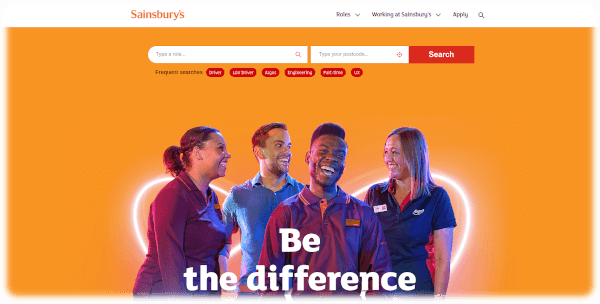 Sainsbury's
Roles Working at Sainsbury's Apply
Type a role... Type your postcode... Search
Frequent searches Driver LGV Driver Argos Engineering Part-time UX
Be
the difference